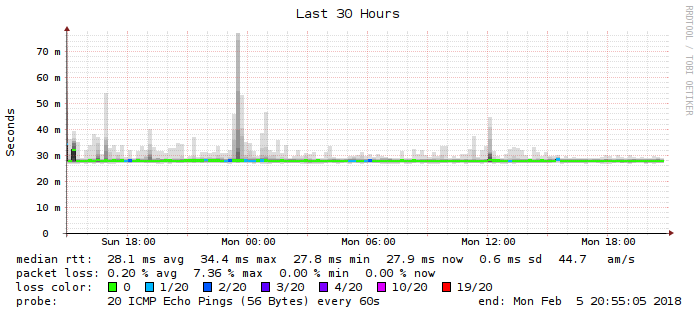 Last 30 Hours
RRDTOOL / TOBI OETIKER
Seconds
70 m
60 m
50 m
40 m
30 m
20 m
10 m
0
Sun 18:00 Mon 00:00 Mon 06:00 Mon 12:00 Mon 18:00
median rtt: 28.1 ms avg 34.4 ms max 27.8 ms min 27.9 ms now 0.6 ms sd 44.7 am/s
packet loss: 0.20 % avg 7.36 % max 0.00 % min 0.00 % now
loss color: 0 1/20 2/20 3/20 4/20 10/20 19/20
probe: 20 ICMP Echo Pings (56 Bytes) every 60s end: Mon Feb 5 20:55:05 2018